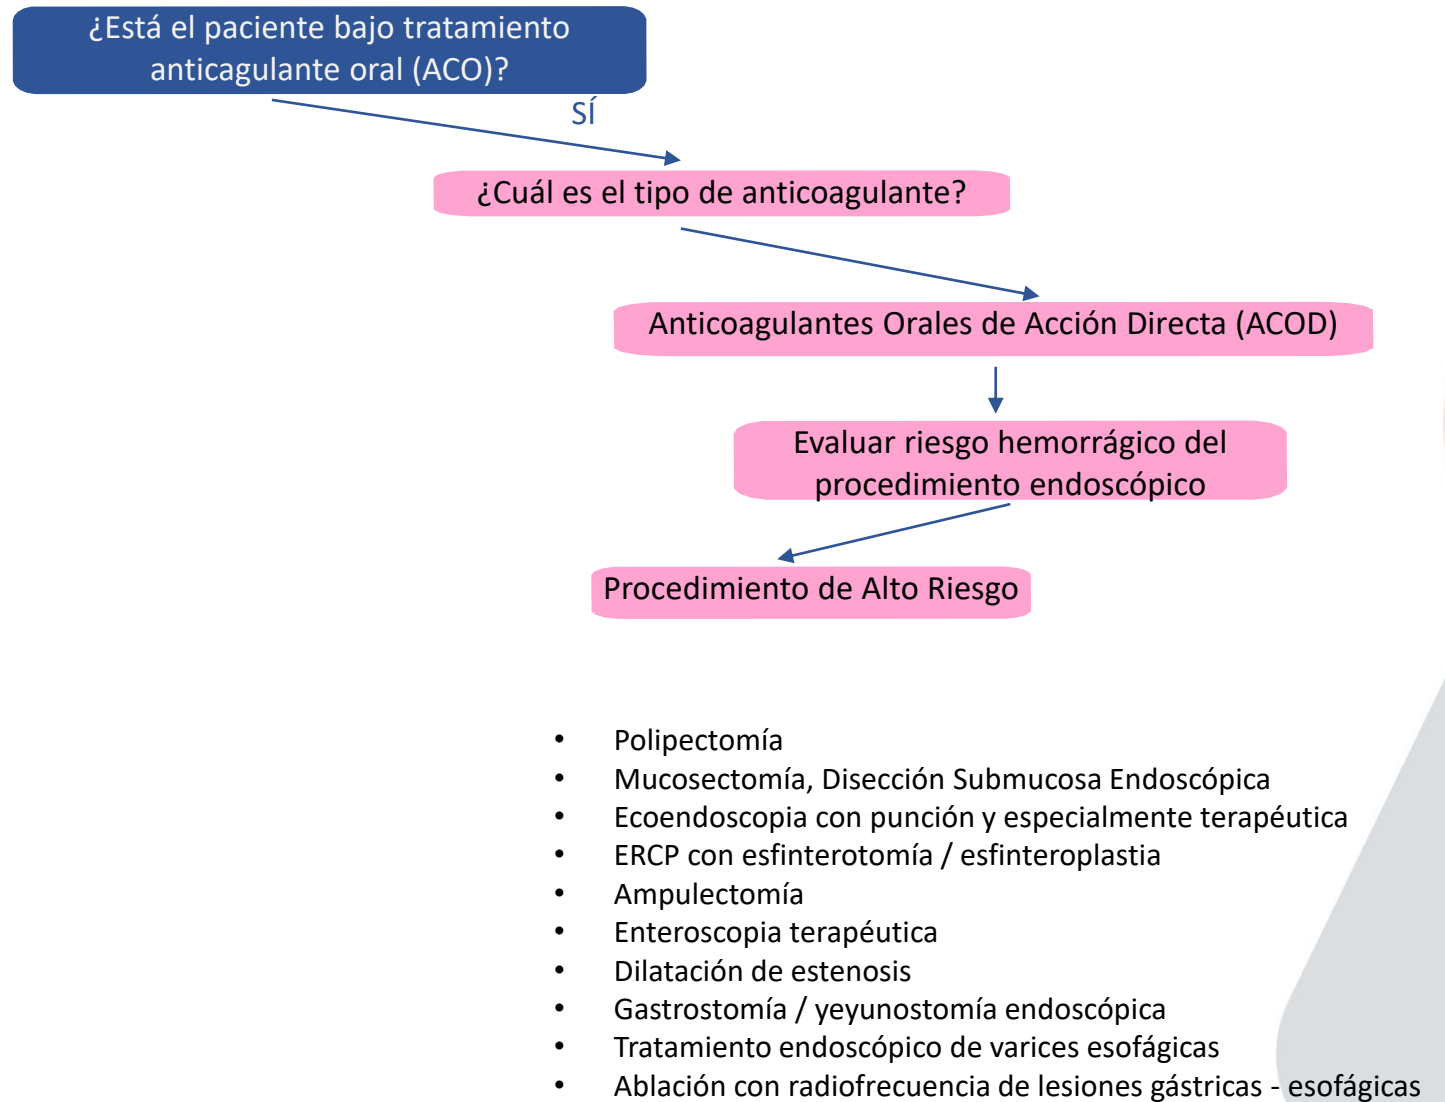 ¿Está el paciente bajo tratamiento
anticagulante oral (ACO)?
SÍ
¿Cuál es el tipo de anticoagulante?
Anticoagulantes Orales de Acción Directa (ACOD)
Evaluar riesgo hemorrágico del
procedimiento endoscópico
Procedimiento de Alto Riesgo
• Polipectomía
• Mucosectomía, Disección Submucosa Endoscópica
• Ecoendoscopia con punción y especialmente terapéutica
• ERCP con esfinterotomía / esfinteroplastia
• Ampulectomía
• Enteroscopia terapéutica
• Dilatación de estenosis
• Gastrostomía / yeyunostomía endoscópica
• Tratamiento endoscópico de varices esofágicas
• Ablación con radiofrecuencia de lesiones gástricas - esofágicas